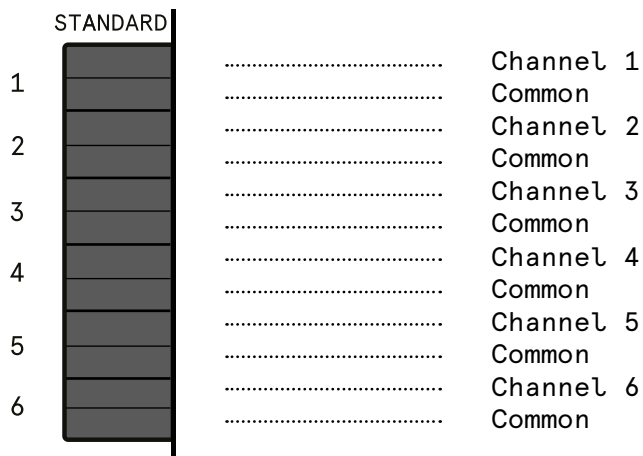 STANDARD
Channel 1
1
Common
Channel 2
2
Common
Channel 3
3
Common
Channel 4
4
Common
Channel 5
5
Common
Channel 6
6
Common